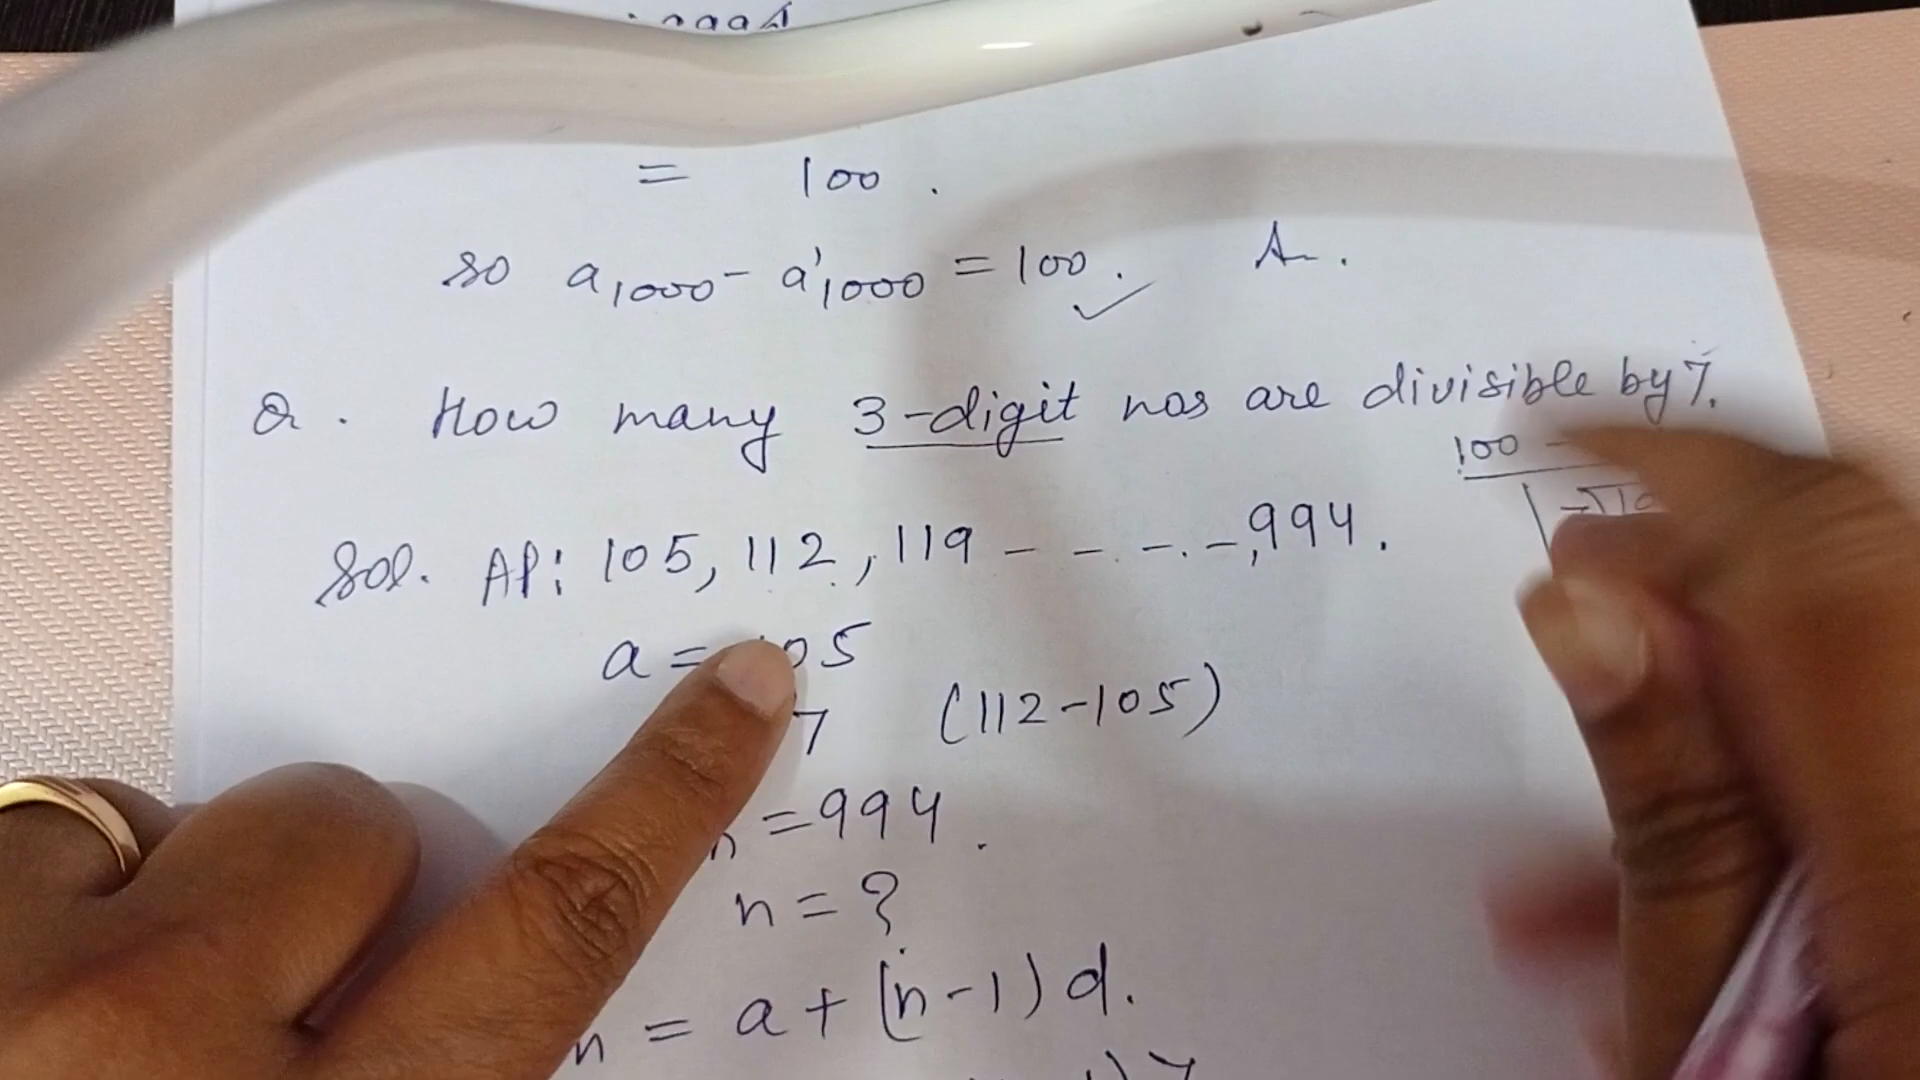 = 100.
so a1000 - a'1000 = 100. A.
Q. How many 3-digit nos are divisible by 7.
100 -
Sol. AP: 105, 112, 119 - - - . -, 994.
a = 105
7 (112-105)
n = 994.
n = ?
n = a + (n-1) d.